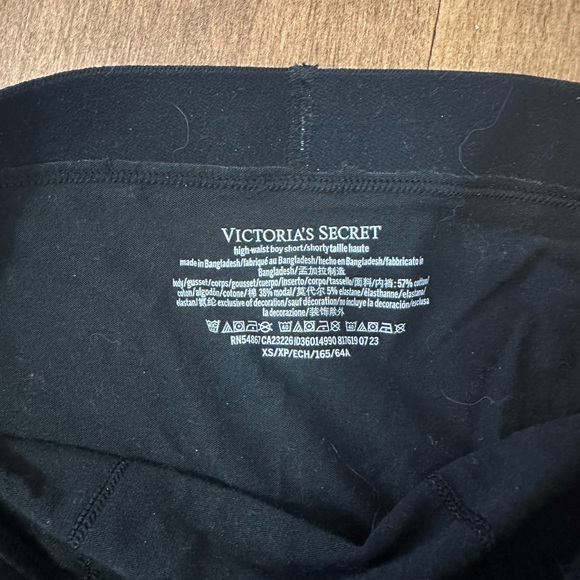 VICTORIA'S SECRET
high-waist boy short/shorty taille haute
made in Bangladesh/fabriqué au Bangladesh/hecho en Bangladesh/fabbricato in
Bangladesh/孟加拉制造
body/gusset/corps/gousset/cuerpo/inserto/corpo/tassello/面料/内裆: 57% cotton/
coton/algodón/cotone/棉 38% modal/莫代尔 5% elastane/élasthanne/elastano/
elastan/氨纶 exclusive of decoration/sauf décoration/no incluye la decoración/esclusa
la decorazione/装饰除外
RN54867 CA23226 ID36014990 817619 07 23
XS/XP/ECH/165/64A